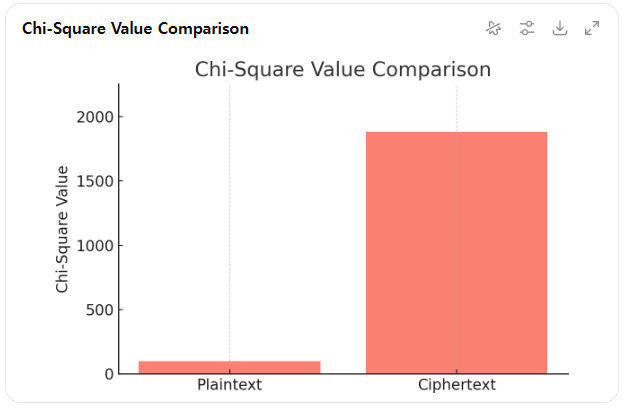 Chi-Square Value Comparison
Chi-Square Value Comparison
Chi-Square Value
2000
1500
1000
500
0
Plaintext Ciphertext